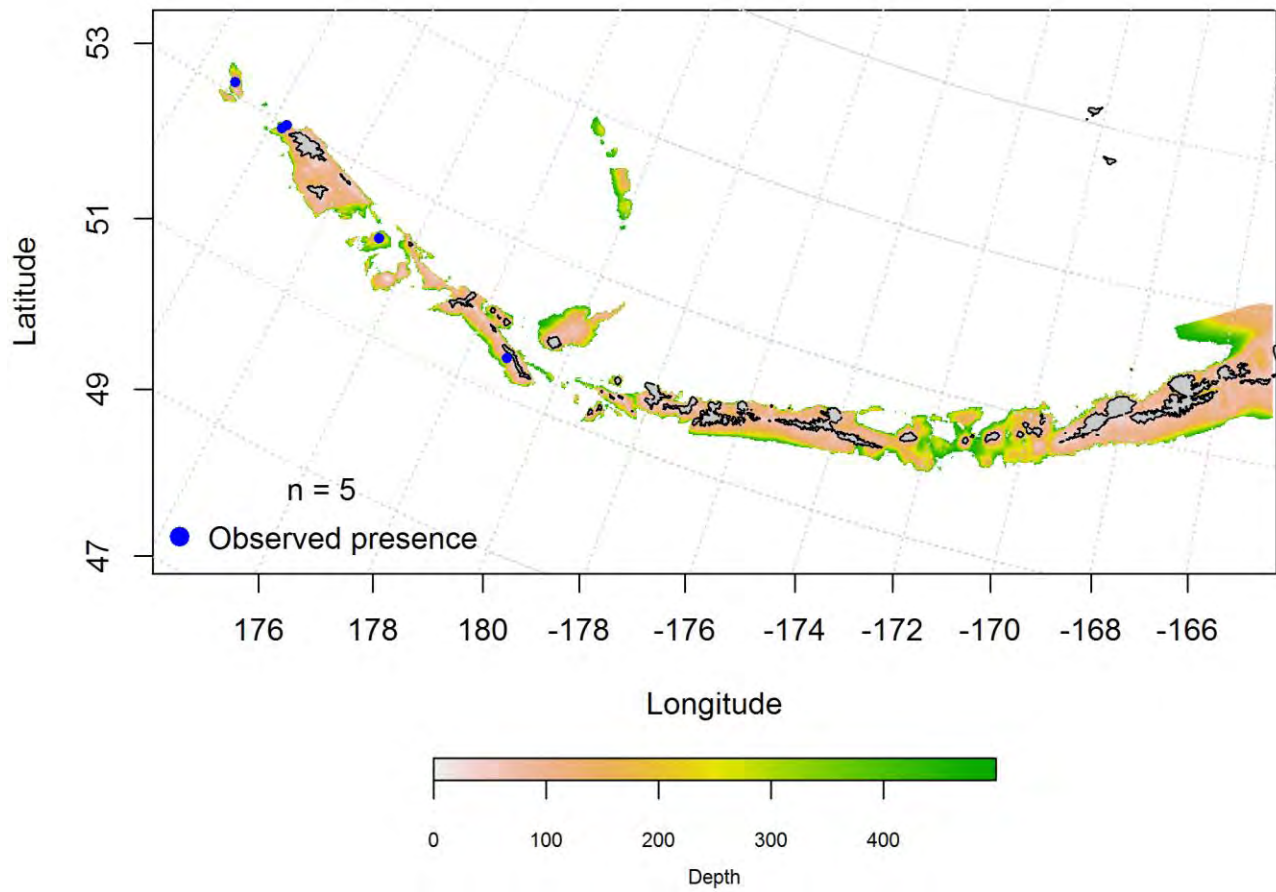 53
51
49
47
Latitude
n = 5
Observed presence
176 178 180 -178 -176 -174 -172 -170 -168 -166
Longitude
0 100 200 300 400
Depth